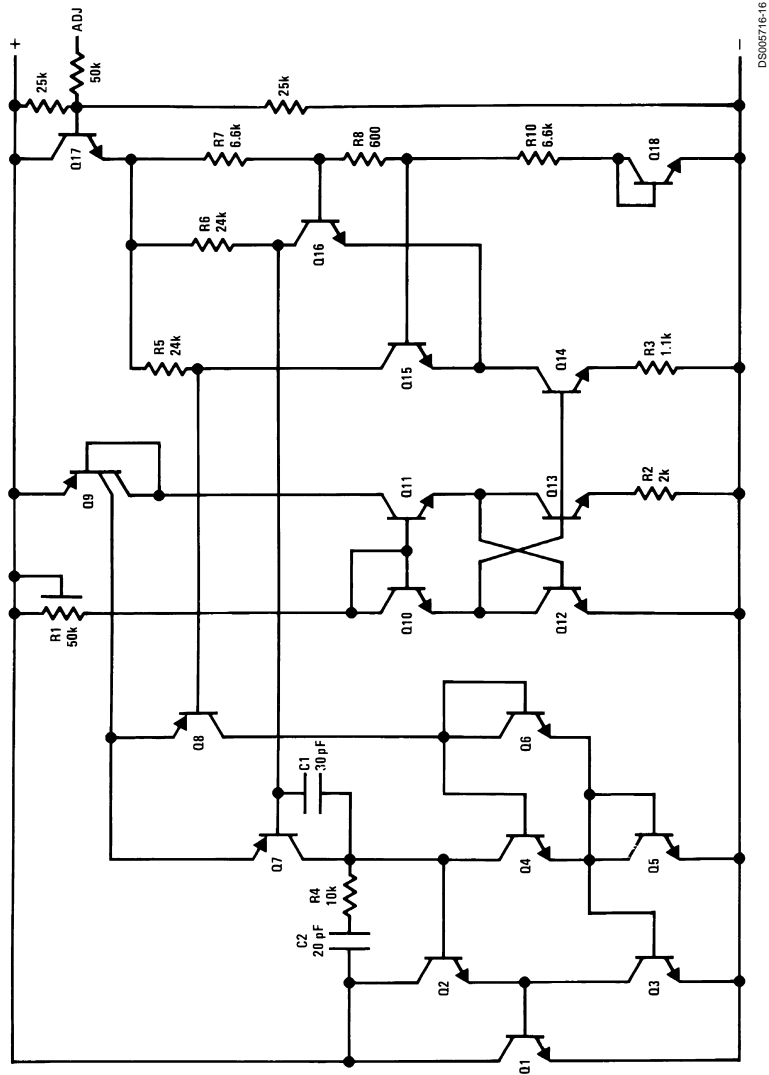 +
25k
50k
ADJ
Q17
R7
6.6k
25k
R8
600
R10
6.6k
Q18
R6
24k
Q16
R5
24k
Q15
Q14
R3
1.1k
Q9
Q11
Q13
R2
2k
R1
50k
Q10
Q12
Q8
Q6
C1
30 pF
Q7
Q4
Q5
R4
10k
C2
20 pF
Q2
Q3
Q1
–
DS005716-16